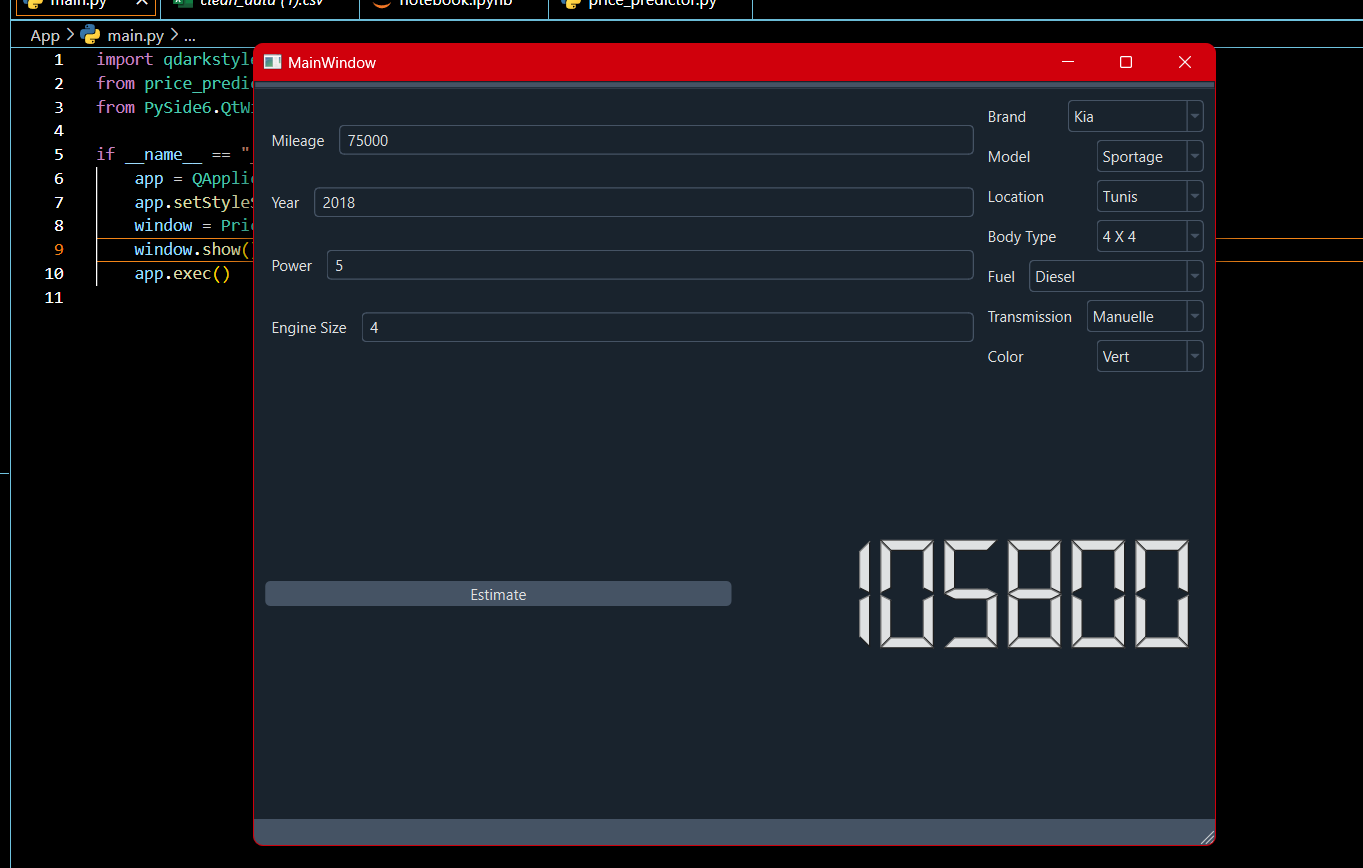 main.py
clean_data (1).csv
notebook.ipynb
price_predictor.py
App > main.py > ...
1 import qdarkstyle
2 from price_predi
3 from PySide6.QtWi
4
5 if __name__ == "_
6 app = QApplic
7 app.setStyleS
8 window = Pric
9 window.show(
10 app.exec()
11
MainWindow
Mileage 75000
Year 2018
Power 5
Engine Size 4
Brand Kia
Model Sportage
Location Tunis
Body Type 4 X 4
Fuel Diesel
Transmission Manuelle
Color Vert
Estimate
105800